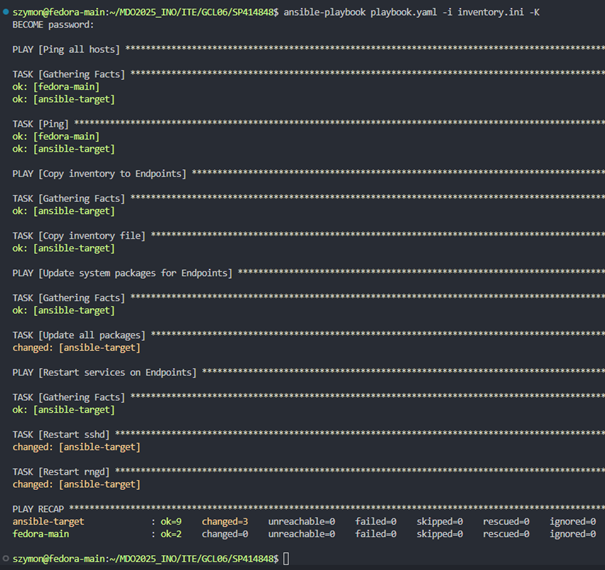 szymon@fedora-main:~/MDO2025_INO/ITE/GCL06/SP414848$ ansible-playbook playbook.yaml -i inventory.ini -K
BECOME password:
PLAY [Ping all hosts] ****************************************************************************************
TASK [Gathering Facts] ***************************************************************************************
ok: [fedora-main]
ok: [ansible-target]
TASK [Ping] **************************************************************************************************
ok: [fedora-main]
ok: [ansible-target]
PLAY [Copy inventory to Endpoints] ***************************************************************************
TASK [Gathering Facts] ***************************************************************************************
ok: [ansible-target]
TASK [Copy inventory file] ***********************************************************************************
ok: [ansible-target]
PLAY [Update system packages for Endpoints] ******************************************************************
TASK [Gathering Facts] ***************************************************************************************
ok: [ansible-target]
TASK [Update all packages] ***********************************************************************************
changed: [ansible-target]
PLAY [Restart services on Endpoints] *************************************************************************
TASK [Gathering Facts] ***************************************************************************************
ok: [ansible-target]
TASK [Restart sshd] ******************************************************************************************
changed: [ansible-target]
TASK [Restart rngd] ******************************************************************************************
changed: [ansible-target]
PLAY RECAP ***************************************************************************************************
ansible-target : ok=9 changed=3 unreachable=0 failed=0 skipped=0 rescued=0 ignored=0
fedora-main : ok=2 changed=0 unreachable=0 failed=0 skipped=0 rescued=0 ignored=0
szymon@fedora-main:~/MDO2025_INO/ITE/GCL06/SP414848$